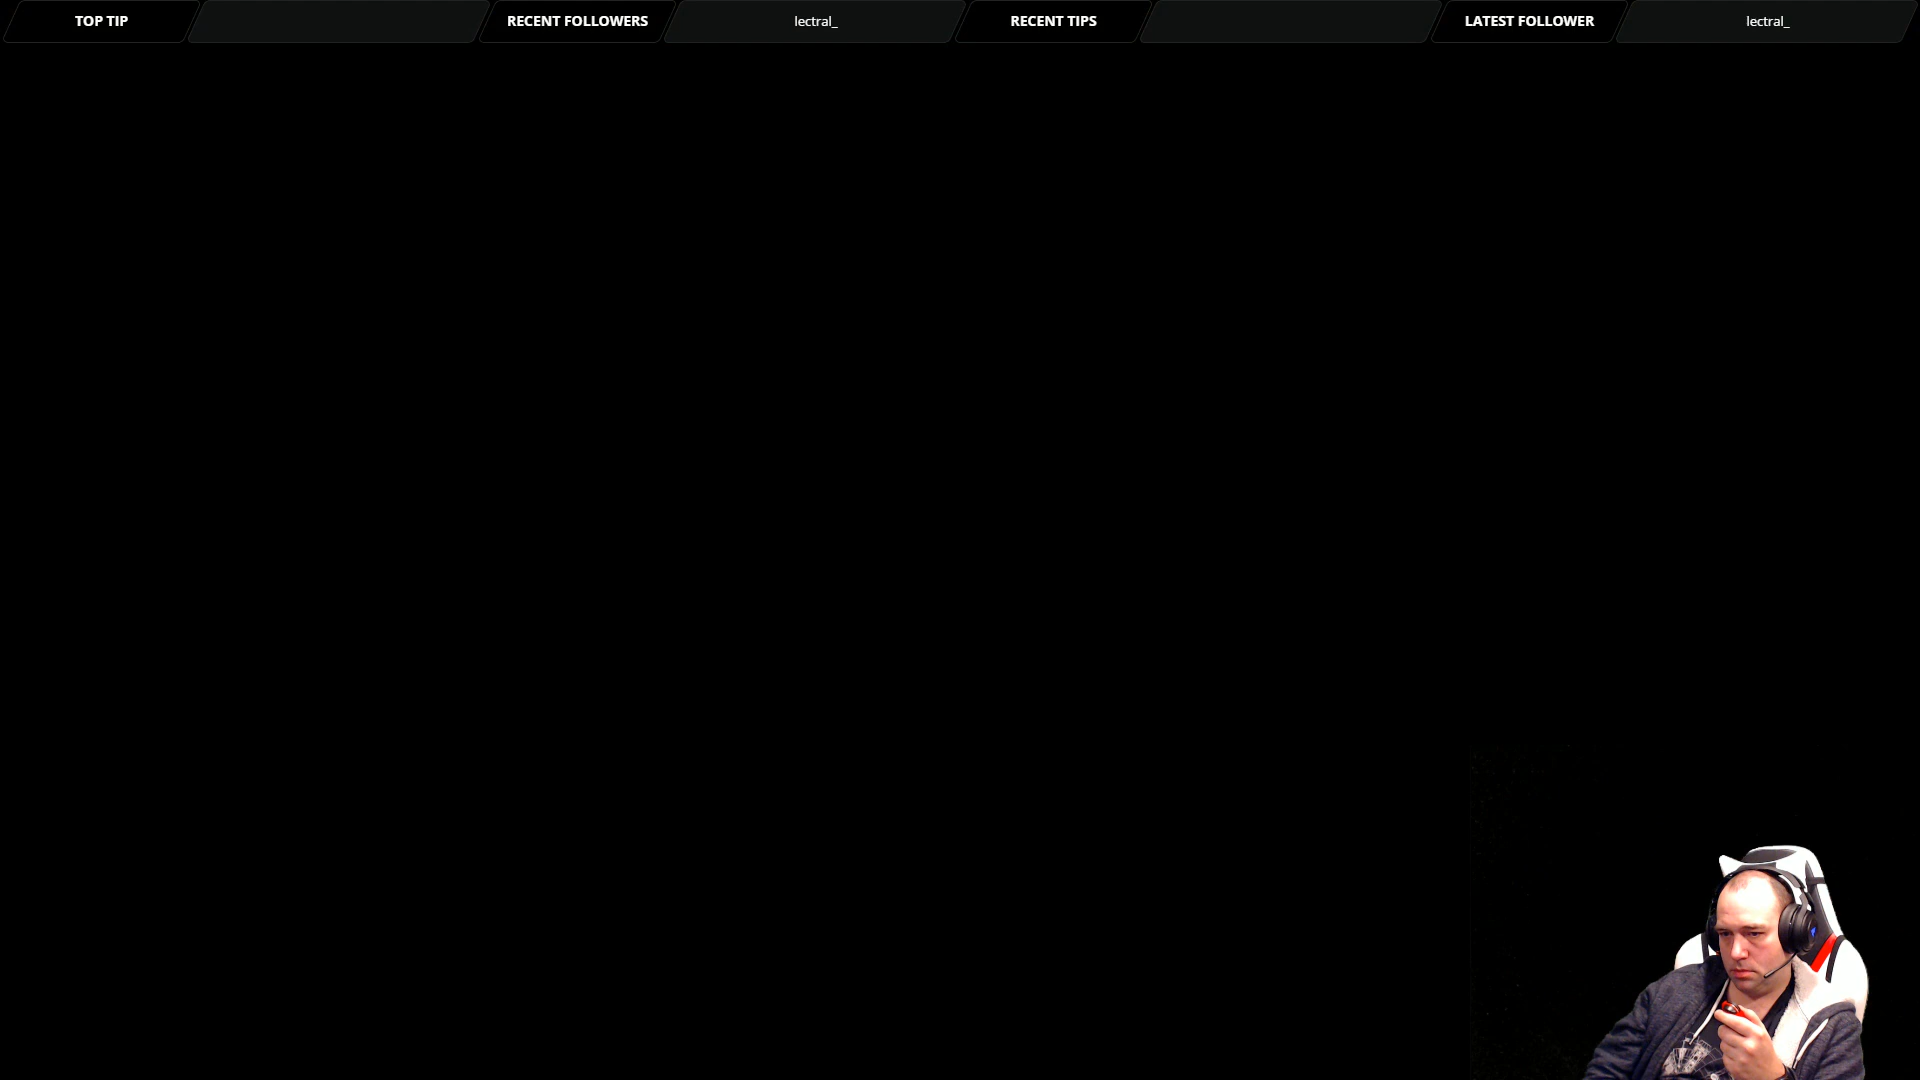 TOP TIP
RECENT FOLLOWERS
lectral_
RECENT TIPS
LATEST FOLLOWER
lectral_